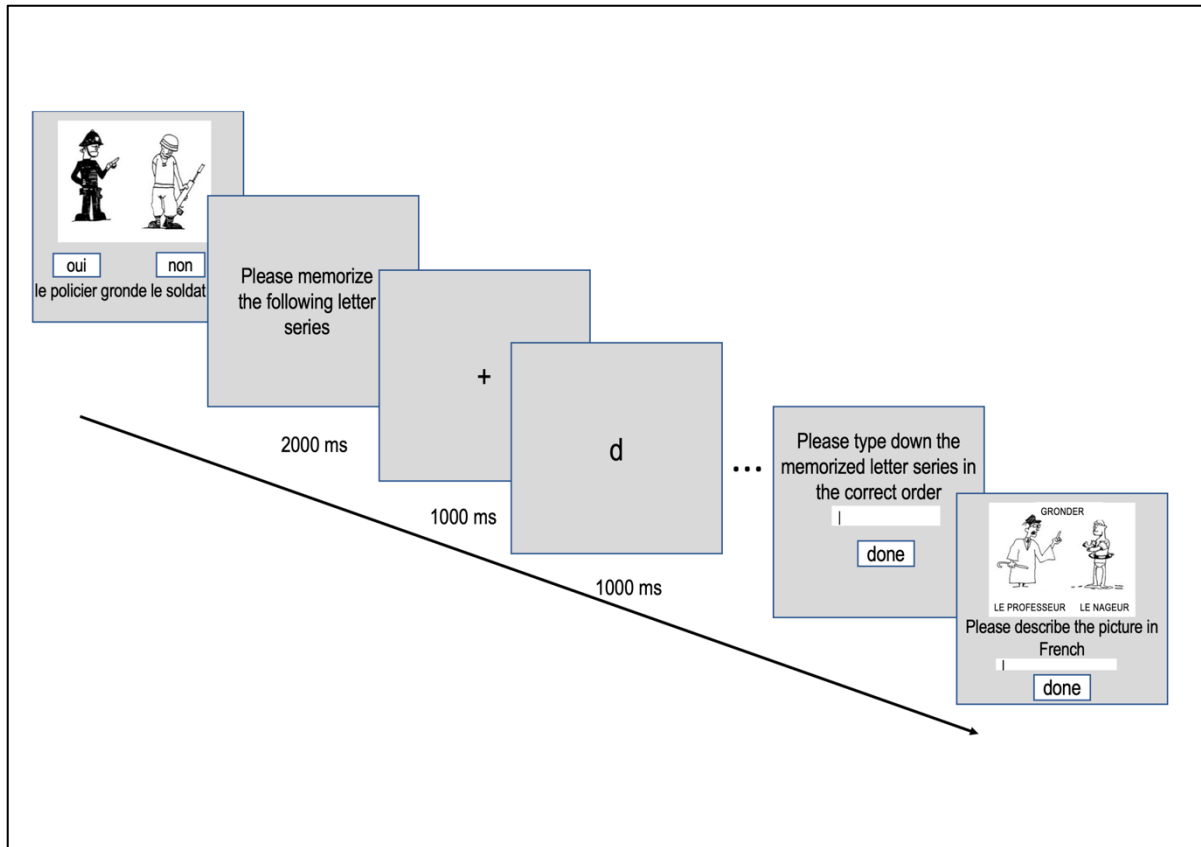 oui
non
le policier gronde le soldat
Please memorize
the following letter
series
2000 ms
+
1000 ms
d
1000 ms
...
Please type down the
memorized letter series in
the correct order
done
GRONDER
LE PROFESSEUR
LE NAGEUR
Please describe the picture in
French
done